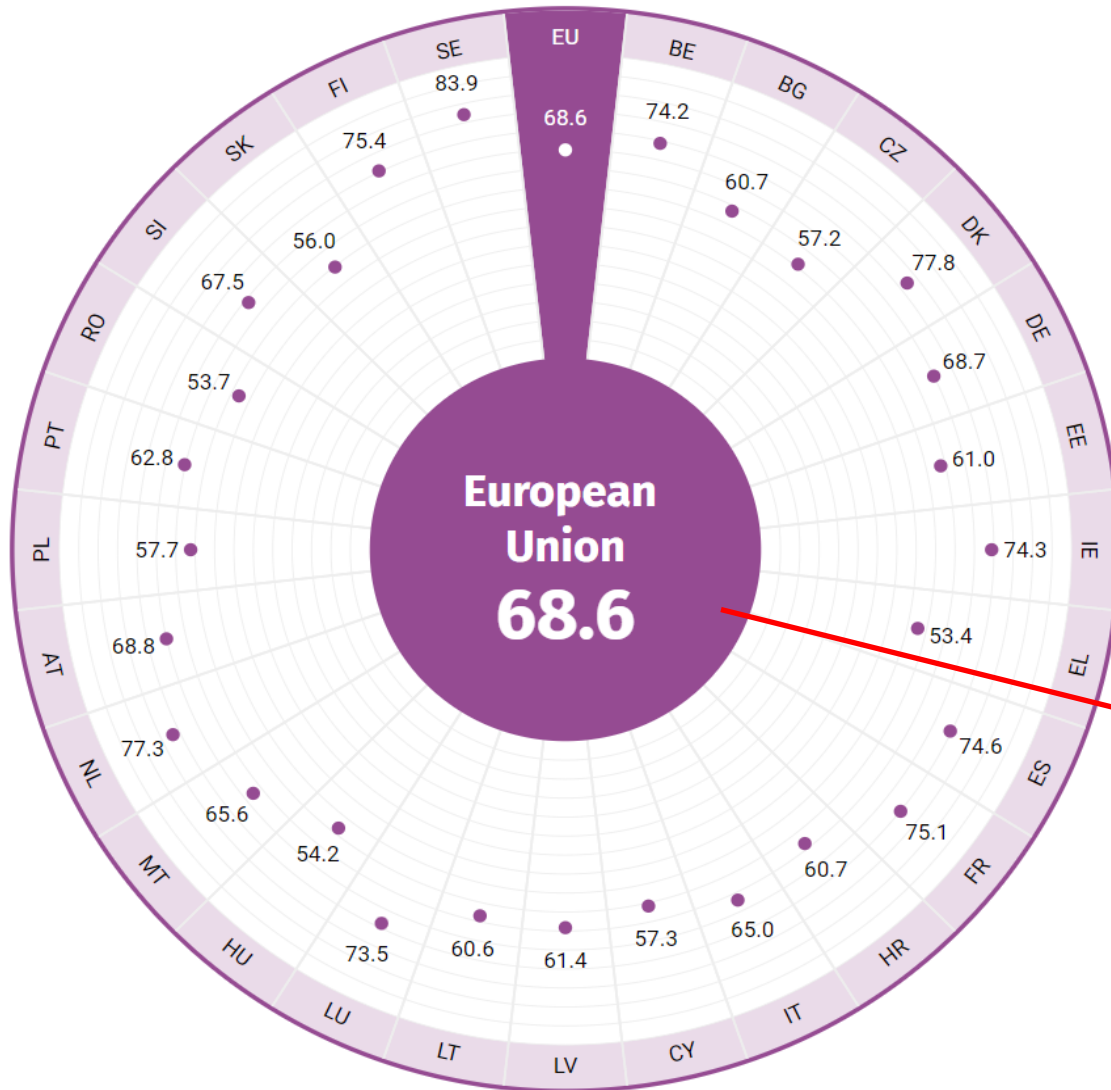 EU
68.6
BE
74.2
BG
60.7
CZ
57.2
DK
77.8
DE
68.7
EE
61.0
IE
74.3
EL
53.4
ES
74.6
FR
75.1
HR
60.7
IT
65.0
CY
57.3
LV
61.4
LT
60.6
LU
73.5
HU
54.2
MT
65.6
NL
77.3
AT
68.8
PL
57.7
PT
62.8
RO
53.7
SI
67.5
SK
56.0
FI
75.4
SE
83.9
European
Union
68.6